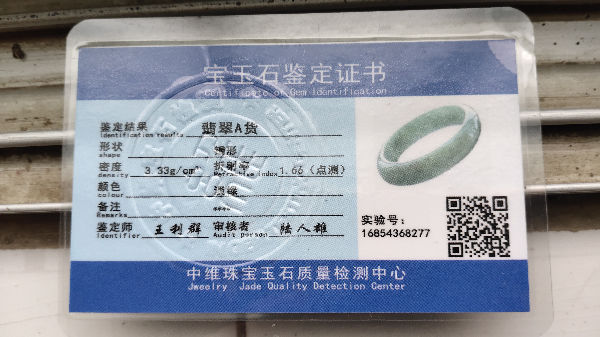 宝玉石鉴定证书
Certificate of Gem Identification
鉴定结果 翡翠A货
Identification results
形状 镯形
shape
密度 3.33g/cm³ 折射率 1.66（点测）
density Refractive index
颜色
colour
备注 ***
Remarks
鉴定师 王利群 审核者 陆人雄
Identifier Audit person
实验号：
16854368277
中维珠宝玉石质量检测中心
Jwoelry Jade Quality Detection Center